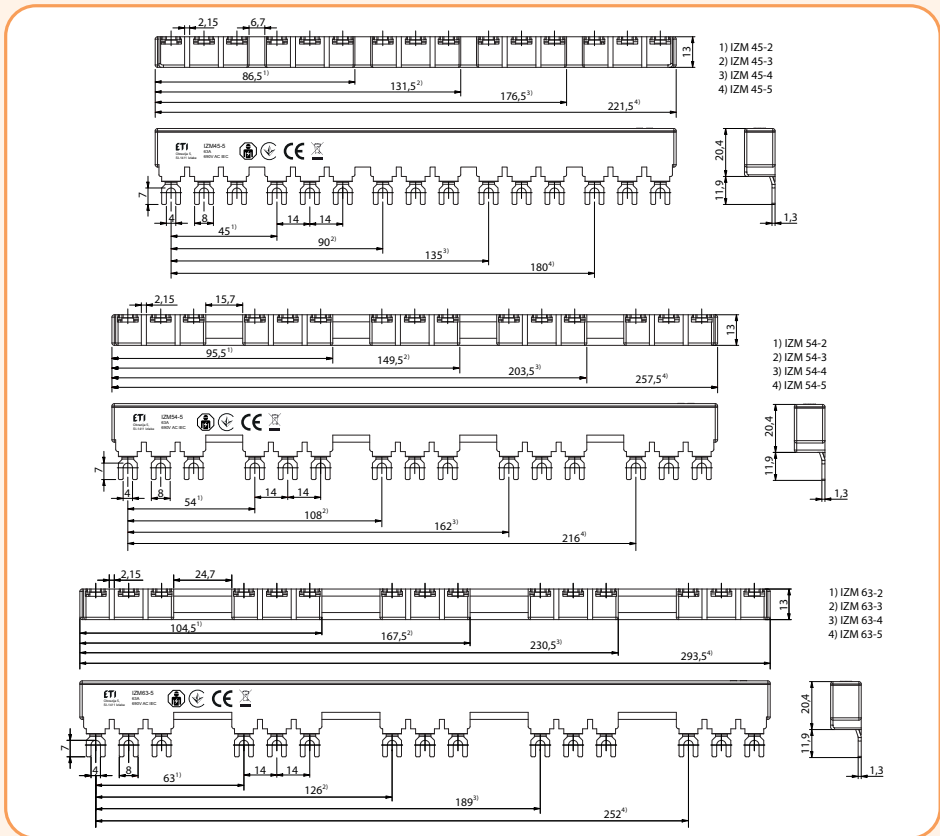 2,15
6,7
13
86,5¹⁾
131,5²⁾
176,5³⁾
221,5⁴⁾
1) IZM 45-2
2) IZM 45-3
3) IZM 45-4
4) IZM 45-5
ETI
IZM45-5
63A
690V AC IEC
CE
20,4
11,9
1,3
7
4
8
14
14
45¹⁾
90²⁾
135³⁾
180⁴⁾
2,15
15,7
13
95,5¹⁾
149,5²⁾
203,5³⁾
257,5⁴⁾
1) IZM 54-2
2) IZM 54-3
3) IZM 54-4
4) IZM 54-5
ETI
IZM54-5
63A
690V AC IEC
CE
20,4
11,9
1,3
7
4
8
14
14
54¹⁾
108²⁾
162³⁾
216⁴⁾
2,15
24,7
13
104,5¹⁾
167,5²⁾
230,5³⁾
293,5⁴⁾
1) IZM 63-2
2) IZM 63-3
3) IZM 63-4
4) IZM 63-5
ETI
IZM63-5
63A
690V AC IEC
CE
20,4
11,9
1,3
7
4
8
14
14
63¹⁾
126²⁾
189³⁾
252⁴⁾